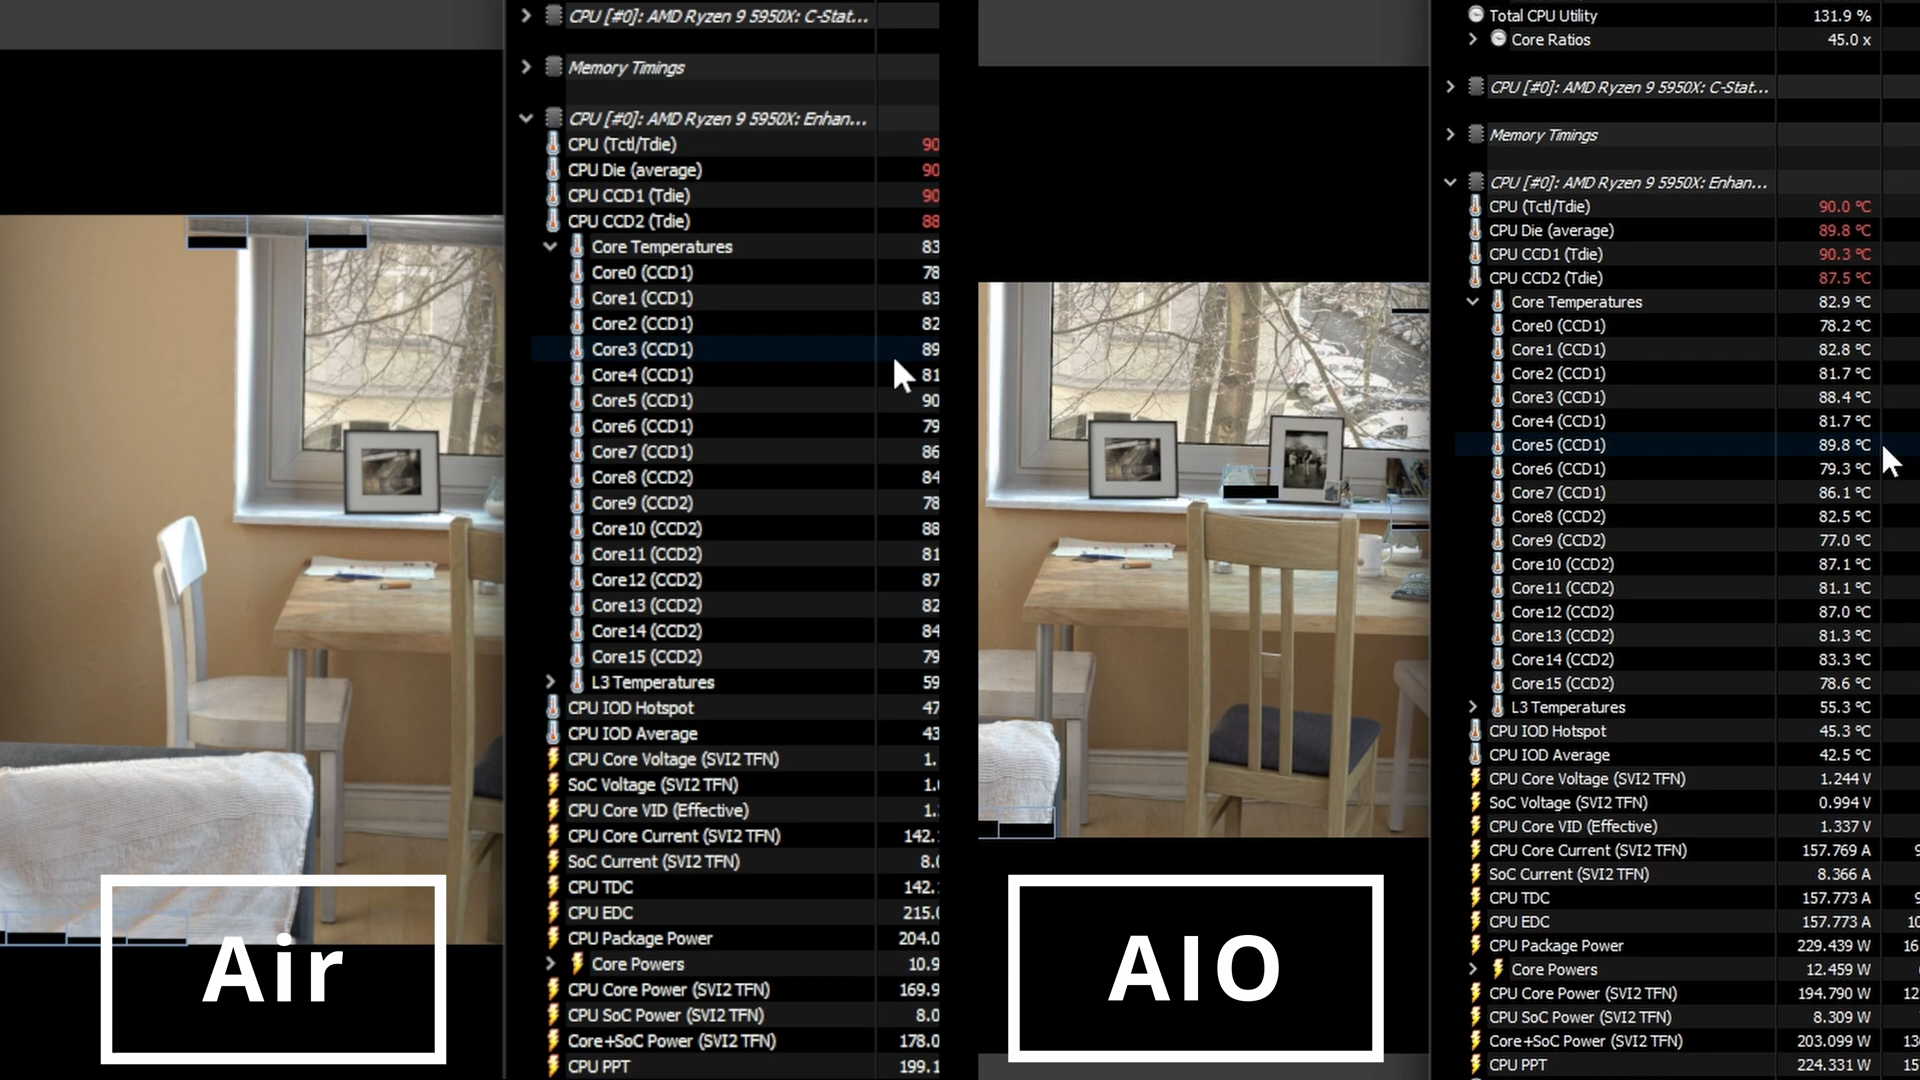 CPU [#0]: AMD Ryzen 9 5950X: C-Stat...
Memory Timings
CPU [#0]: AMD Ryzen 9 5950X: Enhan...
CPU (Tctl/Tdie) 90
CPU Die (average) 90
CPU CCD1 (Tdie) 90
CPU CCD2 (Tdie) 88
Core Temperatures 83
Core0 (CCD1) 78
Core1 (CCD1) 83
Core2 (CCD1) 82
Core3 (CCD1) 89
Core4 (CCD1) 81
Core5 (CCD1) 90
Core6 (CCD1) 79
Core7 (CCD1) 86
Core8 (CCD2) 84
Core9 (CCD2) 78
Core10 (CCD2) 88
Core11 (CCD2) 81
Core12 (CCD2) 87
Core13 (CCD2) 82
Core14 (CCD2) 84
Core15 (CCD2) 79
L3 Temperatures 59
CPU IOD Hotspot 47
CPU IOD Average 43
CPU Core Voltage (SVI2 TFN) 1.
SoC Voltage (SVI2 TFN) 1.
CPU Core VID (Effective) 1.
CPU Core Current (SVI2 TFN) 142.
SoC Current (SVI2 TFN) 8.0
CPU TDC 142.
CPU EDC 215.0
CPU Package Power 204.0
Core Powers 10.9
CPU Core Power (SVI2 TFN) 169.9
CPU SoC Power (SVI2 TFN) 8.0
Core+SoC Power (SVI2 TFN) 178.0
CPU PPT 199.1
Air
Total CPU Utility 131.9 %
Core Ratios 45.0 x
CPU [#0]: AMD Ryzen 9 5950X: C-Stat...
Memory Timings
CPU [#0]: AMD Ryzen 9 5950X: Enhan...
CPU (Tctl/Tdie) 90.0 °C
CPU Die (average) 89.8 °C
CPU CCD1 (Tdie) 90.3 °C
CPU CCD2 (Tdie) 87.5 °C
Core Temperatures 82.9 °C
Core0 (CCD1) 78.2 °C
Core1 (CCD1) 82.8 °C
Core2 (CCD1) 81.7 °C
Core3 (CCD1) 88.4 °C
Core4 (CCD1) 81.7 °C
Core5 (CCD1) 89.8 °C
Core6 (CCD1) 79.3 °C
Core7 (CCD1) 86.1 °C
Core8 (CCD2) 82.5 °C
Core9 (CCD2) 77.0 °C
Core10 (CCD2) 87.1 °C
Core11 (CCD2) 81.1 °C
Core12 (CCD2) 87.0 °C
Core13 (CCD2) 81.3 °C
Core14 (CCD2) 83.3 °C
Core15 (CCD2) 78.6 °C
L3 Temperatures 55.3 °C
CPU IOD Hotspot 45.3 °C
CPU IOD Average 42.5 °C
CPU Core Voltage (SVI2 TFN) 1.244 V
SoC Voltage (SVI2 TFN) 0.994 V
CPU Core VID (Effective) 1.337 V
CPU Core Current (SVI2 TFN) 157.769 A 9
SoC Current (SVI2 TFN) 8.366 A
CPU TDC 157.773 A 9
CPU EDC 157.773 A 10
CPU Package Power 229.439 W 16
Core Powers 12.459 W
CPU Core Power (SVI2 TFN) 194.790 W 12
CPU SoC Power (SVI2 TFN) 8.309 W
Core+SoC Power (SVI2 TFN) 203.099 W 13
CPU PPT 224.331 W 15
AIO